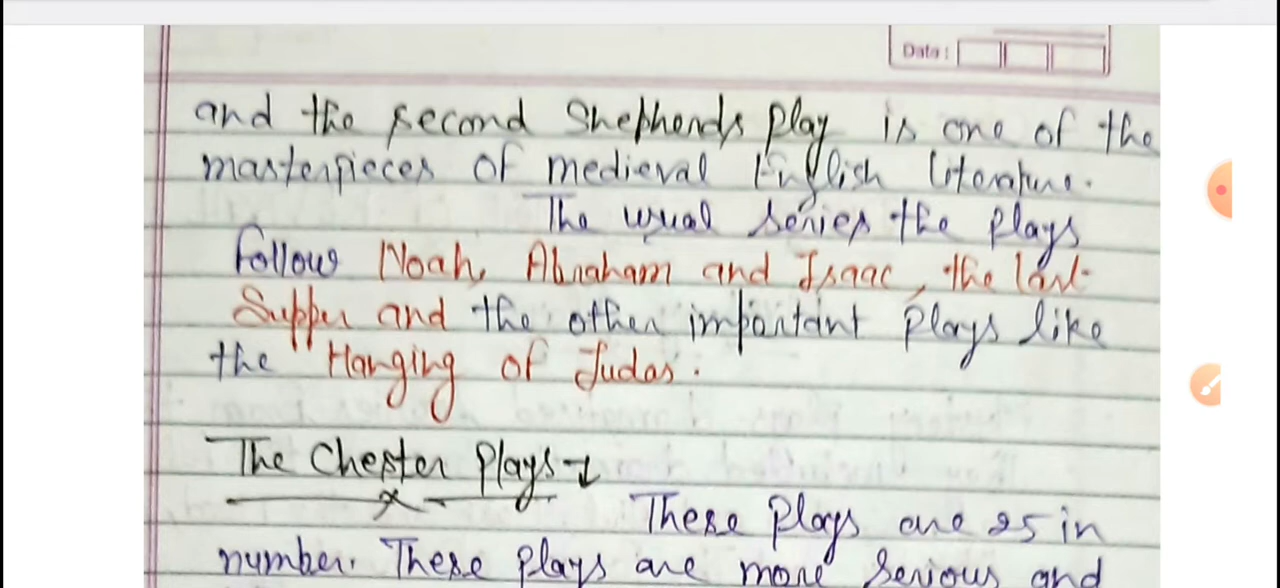 Date:
and the second Shepherds play is one of the
masterpieces of medieval English literature.
The usual series the plays
follows Noah, Abraham and Isaac, the last
Supper and the other important plays like
the "Hanging of Judas.
The Chester Plays
These plays are 25 in
number. These plays are more serious and